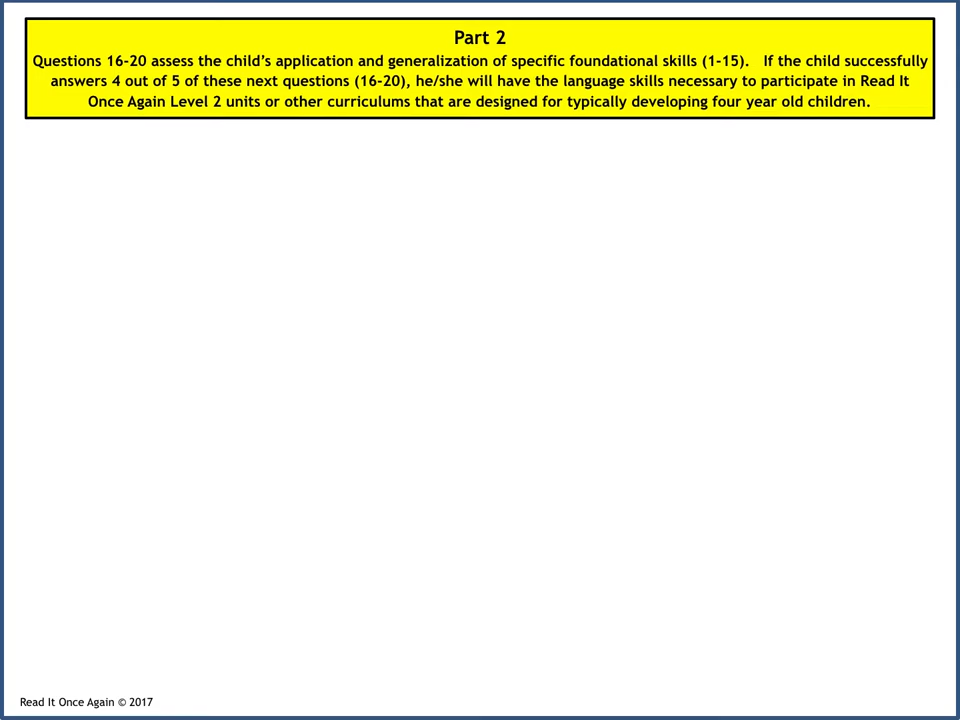 Part 2
Questions 16-20 assess the child’s application and generalization of specific foundational skills (1-15).   If the child successfully
answers 4 out of 5 of these next questions (16-20), he/she will have the language skills necessary to participate in Read It
Once Again Level 2 units or other curriculums that are designed for typically developing four year old children.
Read It Once Again © 2017